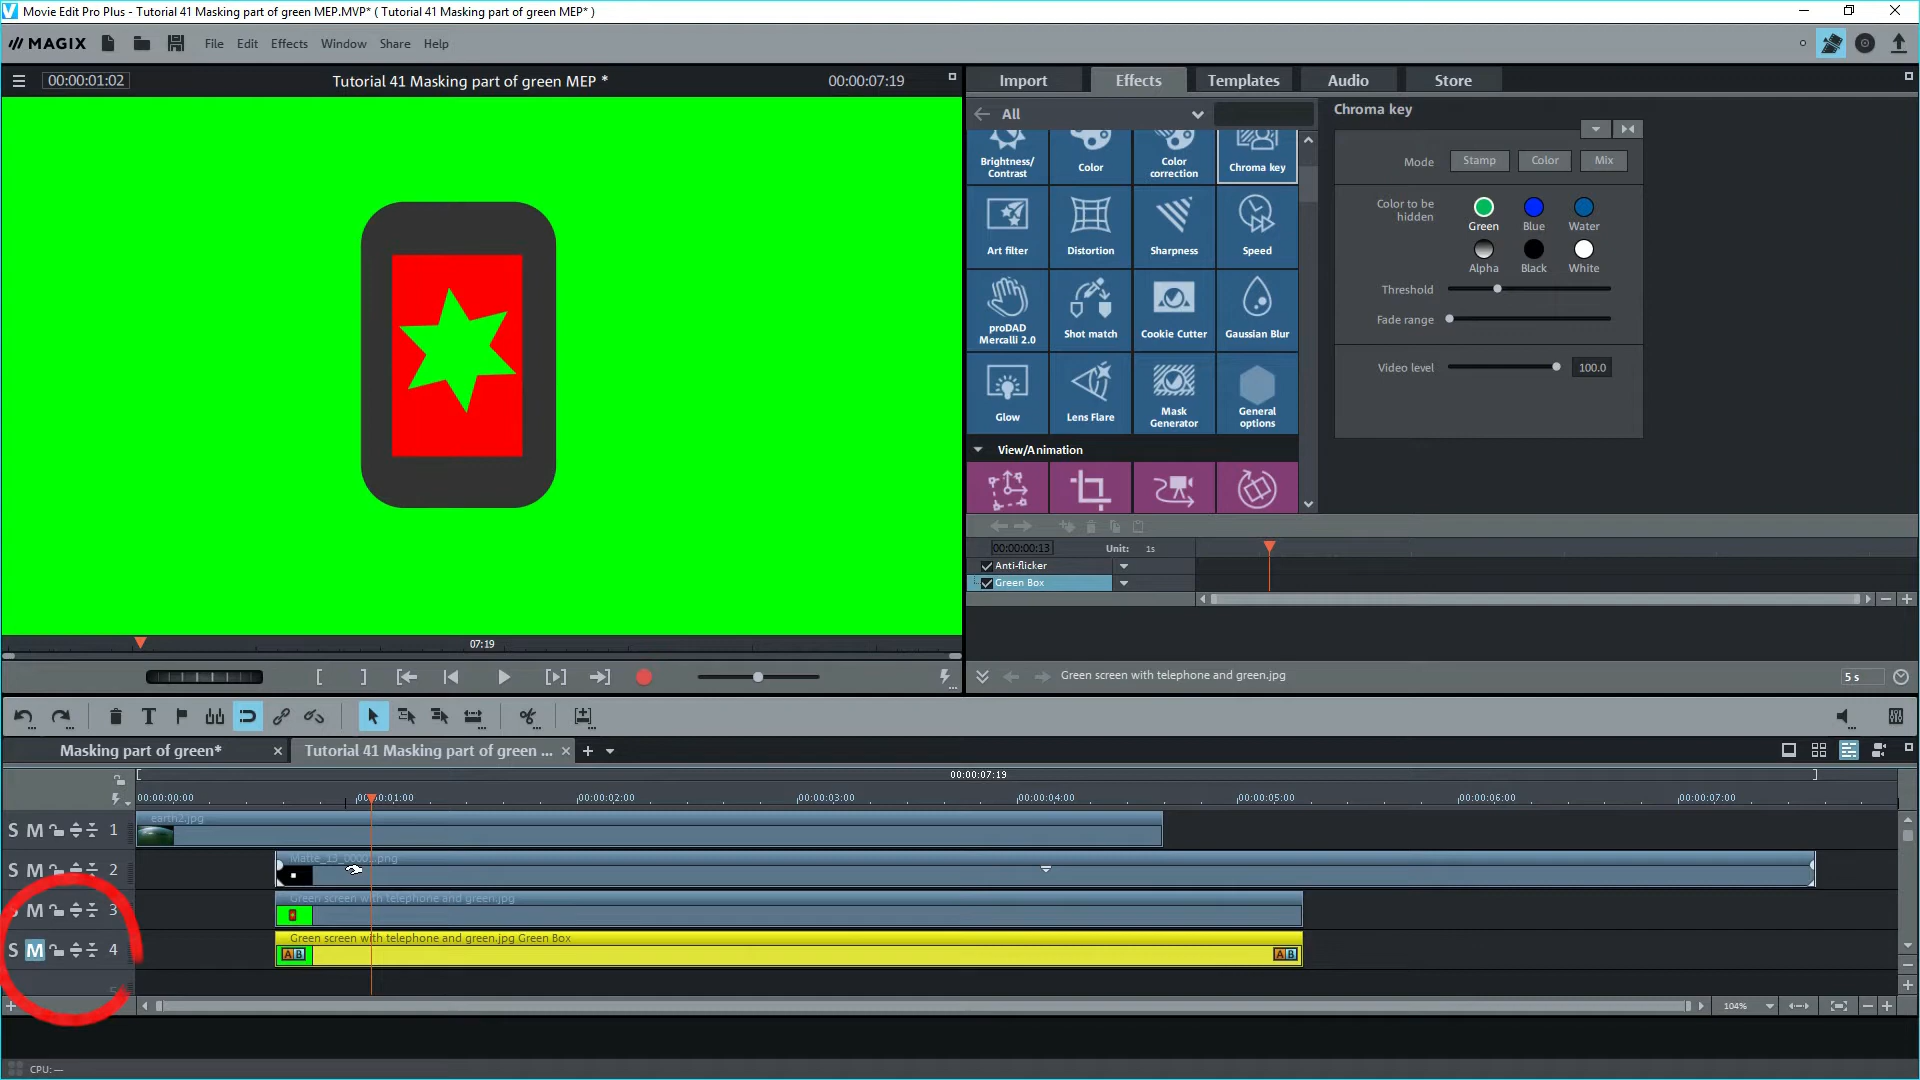 Movie Edit Pro Plus - Tutorial 41 Masking part of green MEP.MVP* ( Tutorial 41 Masking part of green MEP* )
MAGIX File Edit Effects Window Share Help
00:00:01:02 Tutorial 41 Masking part of green MEP * 00:00:07:19
Import Effects Templates Audio Store
All
Chroma key
Brightness/
Contrast
Color
Color
correction
Chroma key
Mode Stamp Color Mix
Color to be
hidden
Green Blue Water
Alpha Black White
Art filter Distortion Sharpness Speed
Threshold
Fade range
proDAD
Mercalli 2.0
Shot match Cookie Cutter Gaussian Blur
Video level 100.0
Glow Lens Flare
Mask
Generator
General
options
View/Animation
00:00:00:13 Unit: 1s
Anti-flicker
Green Box
07:19
Green screen with telephone and green.jpg 5 s
Masking part of green* Tutorial 41 Masking part of green ...
00:00:07:19
00:00:00:00 00:00:01:00 00:00:02:00 00:00:03:00 00:00:04:00 00:00:05:00 00:00:06:00 00:00:07:00
S M 1 earth2.jpg
S M 2
S M 3 Green screen with telephone and green.jpg
S M 4 Green screen with telephone and green.jpg Green Box
A B A B
104%
CPU: —